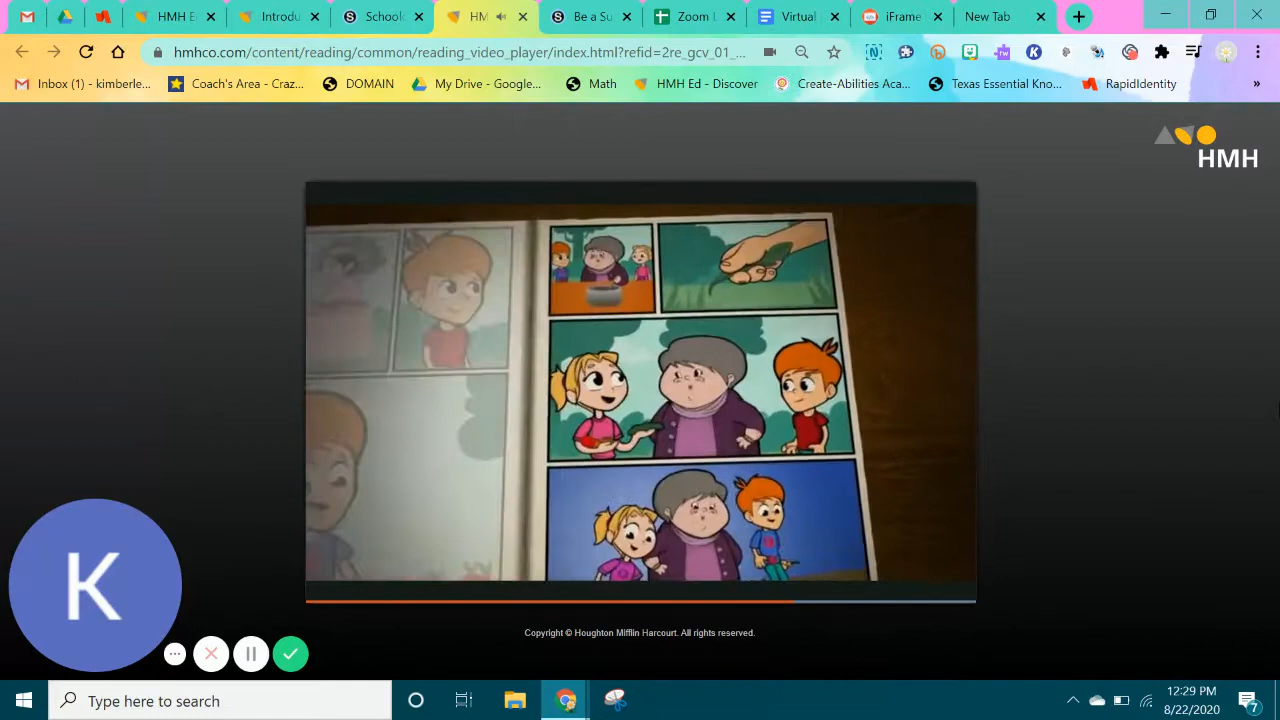 HM E
Introdu
School
HM
Be a Su
Zoom L
Virtual
iFrame
New Tab
hmhco.com/content/reading/common/reading_video_player/index.html?refid=2re_gcv_01_...
Inbox (1) - kimberle...
Coach's Area - Craz...
DOMAIN
My Drive - Google...
Math
HMH Ed - Discover
Create-Abilities Aca...
Texas Essential Kno...
RapidIdentity
»
HMH
K
Copyright © Houghton Mifflin Harcourt. All rights reserved.
Type here to search
12:29 PM
8/22/2020
7